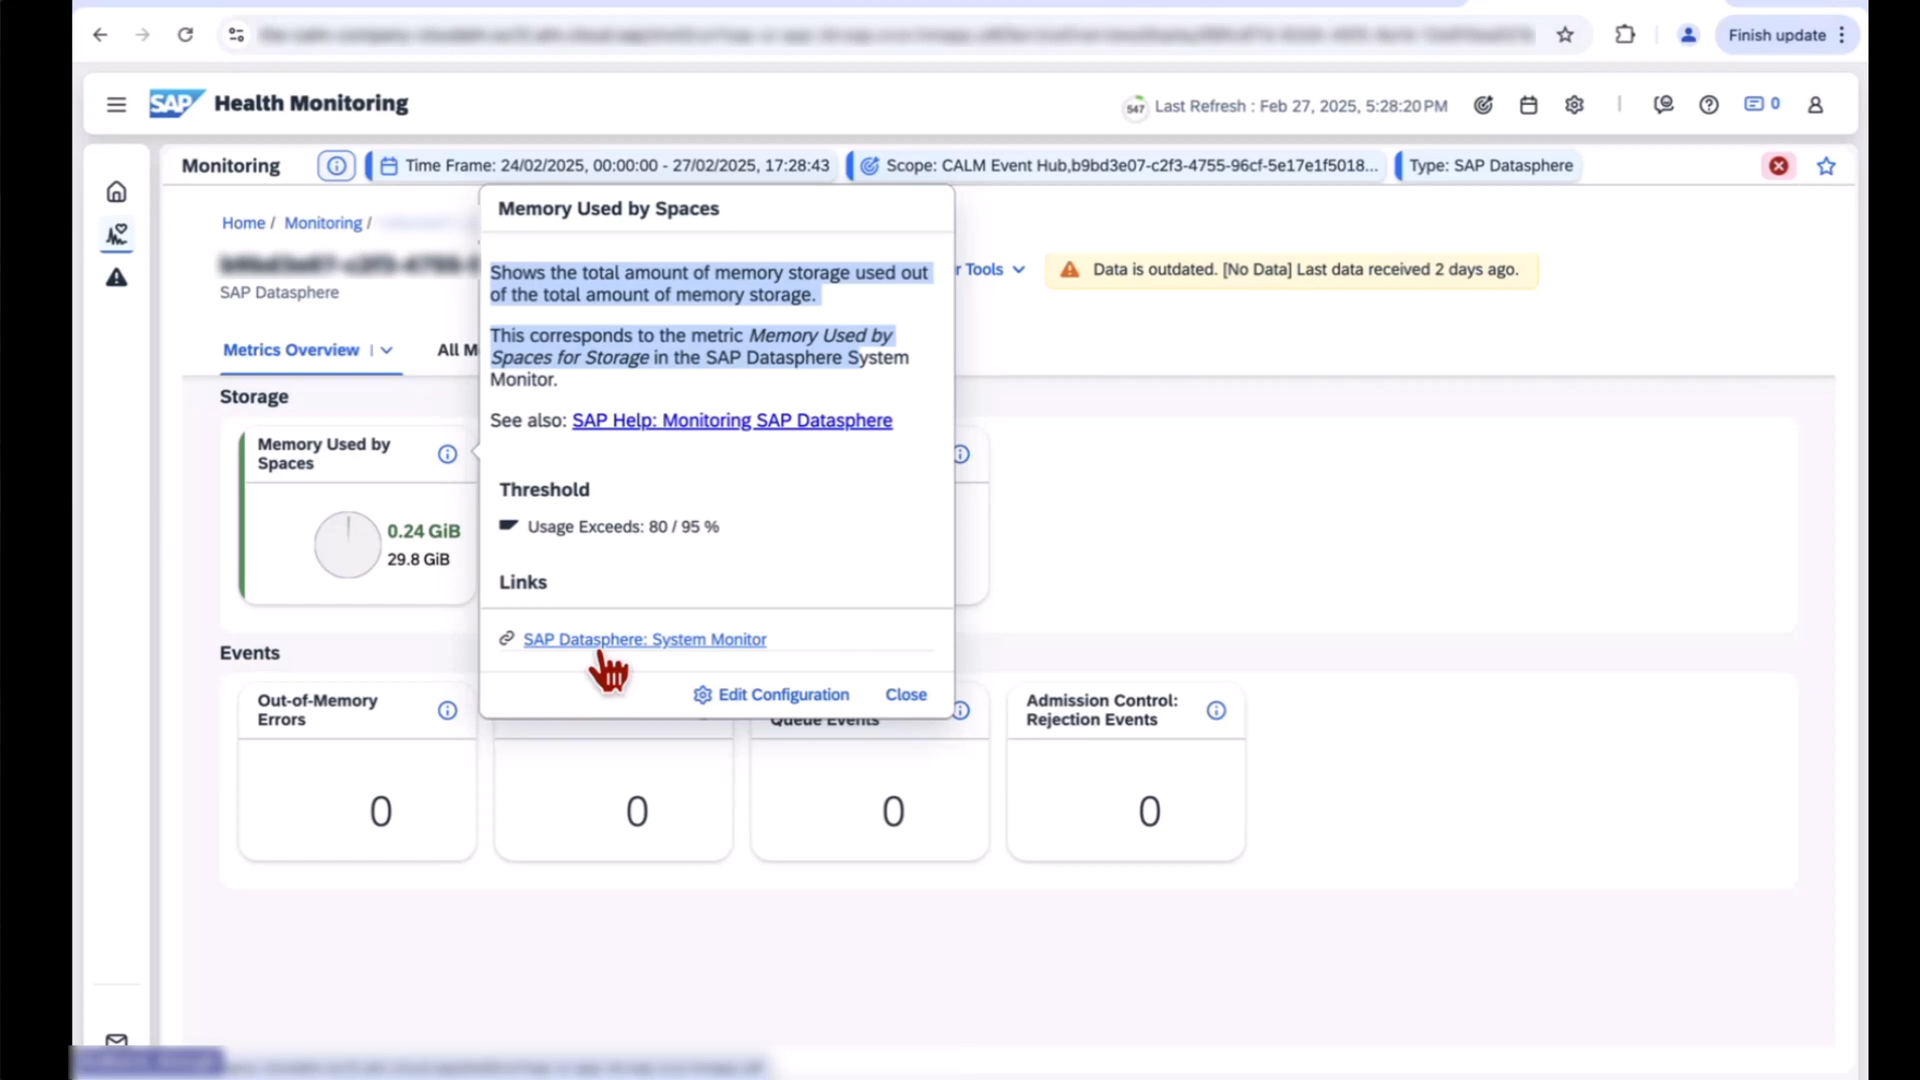 Finish update
SAP Health Monitoring
547 Last Refresh : Feb 27, 2025, 5:28:20 PM
0
Monitoring
Time Frame: 24/02/2025, 00:00:00 - 27/02/2025, 17:28:43
Scope: CALM Event Hub,b9bd3e07-c2f3-4755-96cf-5e17e1f5018...
Type: SAP Datasphere
Home / Monitoring /
SAP Datasphere
r Tools
Data is outdated. [No Data] Last data received 2 days ago.
Metrics Overview
All M
Memory Used by Spaces
Shows the total amount of memory storage used out
of the total amount of memory storage.
This corresponds to the metric Memory Used by
Spaces for Storage in the SAP Datasphere System
Monitor.
See also: SAP Help: Monitoring SAP Datasphere
Threshold
Usage Exceeds: 80 / 95 %
Links
SAP Datasphere: System Monitor
Edit Configuration
Close
Storage
Memory Used by
Spaces
0.24 GiB
29.8 GiB
Events
Out-of-Memory
Errors
0
0
Queue Events
0
Admission Control:
Rejection Events
0